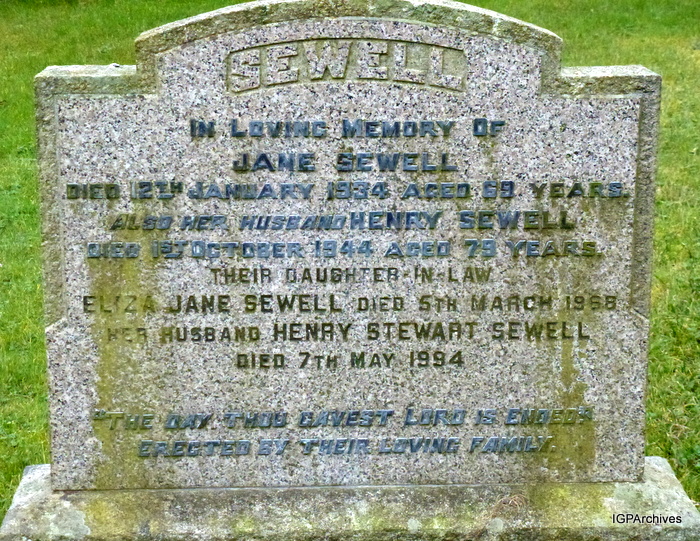 SEWELL
IN LOVING MEMORY OF
JANE SEWELL
DIED 12TH JANUARY 1934 AGED 69 YEARS.
ALSO HER HUSBAND HENRY SEWELL
DIED 1ST OCTOBER 1944 AGED 79 YEARS.
THEIR DAUGHTER-IN-LAW
ELIZA JANE SEWELL DIED 5TH MARCH 1968
HER HUSBAND HENRY STEWART SEWELL
DIED 7TH MAY 1994
"THE DAY THOU GAVEST LORD IS ENDED".
ERECTED BY THEIR LOVING FAMILY.
IGPArchives